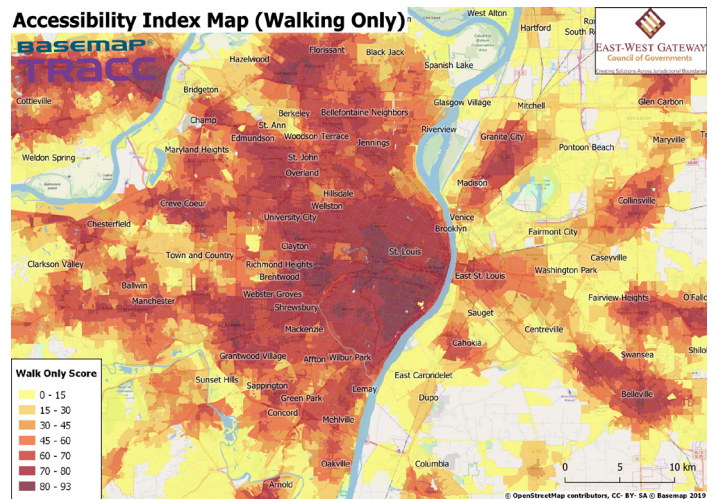 Accessibility Index Map (Walking Only)
BASEMAP®
TRACC
EAST-WEST GATEWAY
Council of Governments
Creating Solutions Across Jurisdictional Boundaries
West Alton
Hartford
South R
Florissant
Black Jack
Hazelwood
Spanish Lake
Cottleville
Bridgeton
Glasgow Village
Mitchell
Glen Carbon
Berkeley
Bellefontaine Neighbors
Champ
St. Ann
Edmundson
Woodson Terrace
Riverview
Granite City
Maryville
Jennings
Pontoon Beach
Maryland Heights
Weldon Spring
St. John
Overland
Madison
Hillsdale
Wellston
Creve Coeur
Collinsville
University City
Venice
Chesterfield
Brooklyn
Fairmont City
Clayton
St. Louis
Town and Country
Caseyville
Clarkson Valley
Richmond Heights
Washington Park
Brentwood
East St. Louis
Ballwin
Webster Groves
Fairview Heights
O'Fallo
Manchester
Shrewsbury
Sauget
Mackenzie
Centreville
Cahokia
Shilo
Grantwood Village
Affton
Wilbur Park
Swansea
Sunset Hills
Sappington
Lemay
East Carondelet
Green Park
Dupo
Belleville
Concord
Mehlville
Oakville
Columbia
Arnold
Walk Only Score
0 - 15
15 - 30
30 - 45
45 - 60
60 - 70
70 - 80
80 - 93
0 5 10 km
© OpenStreetMap contributors, CC- BY- SA @ Basemap 2019